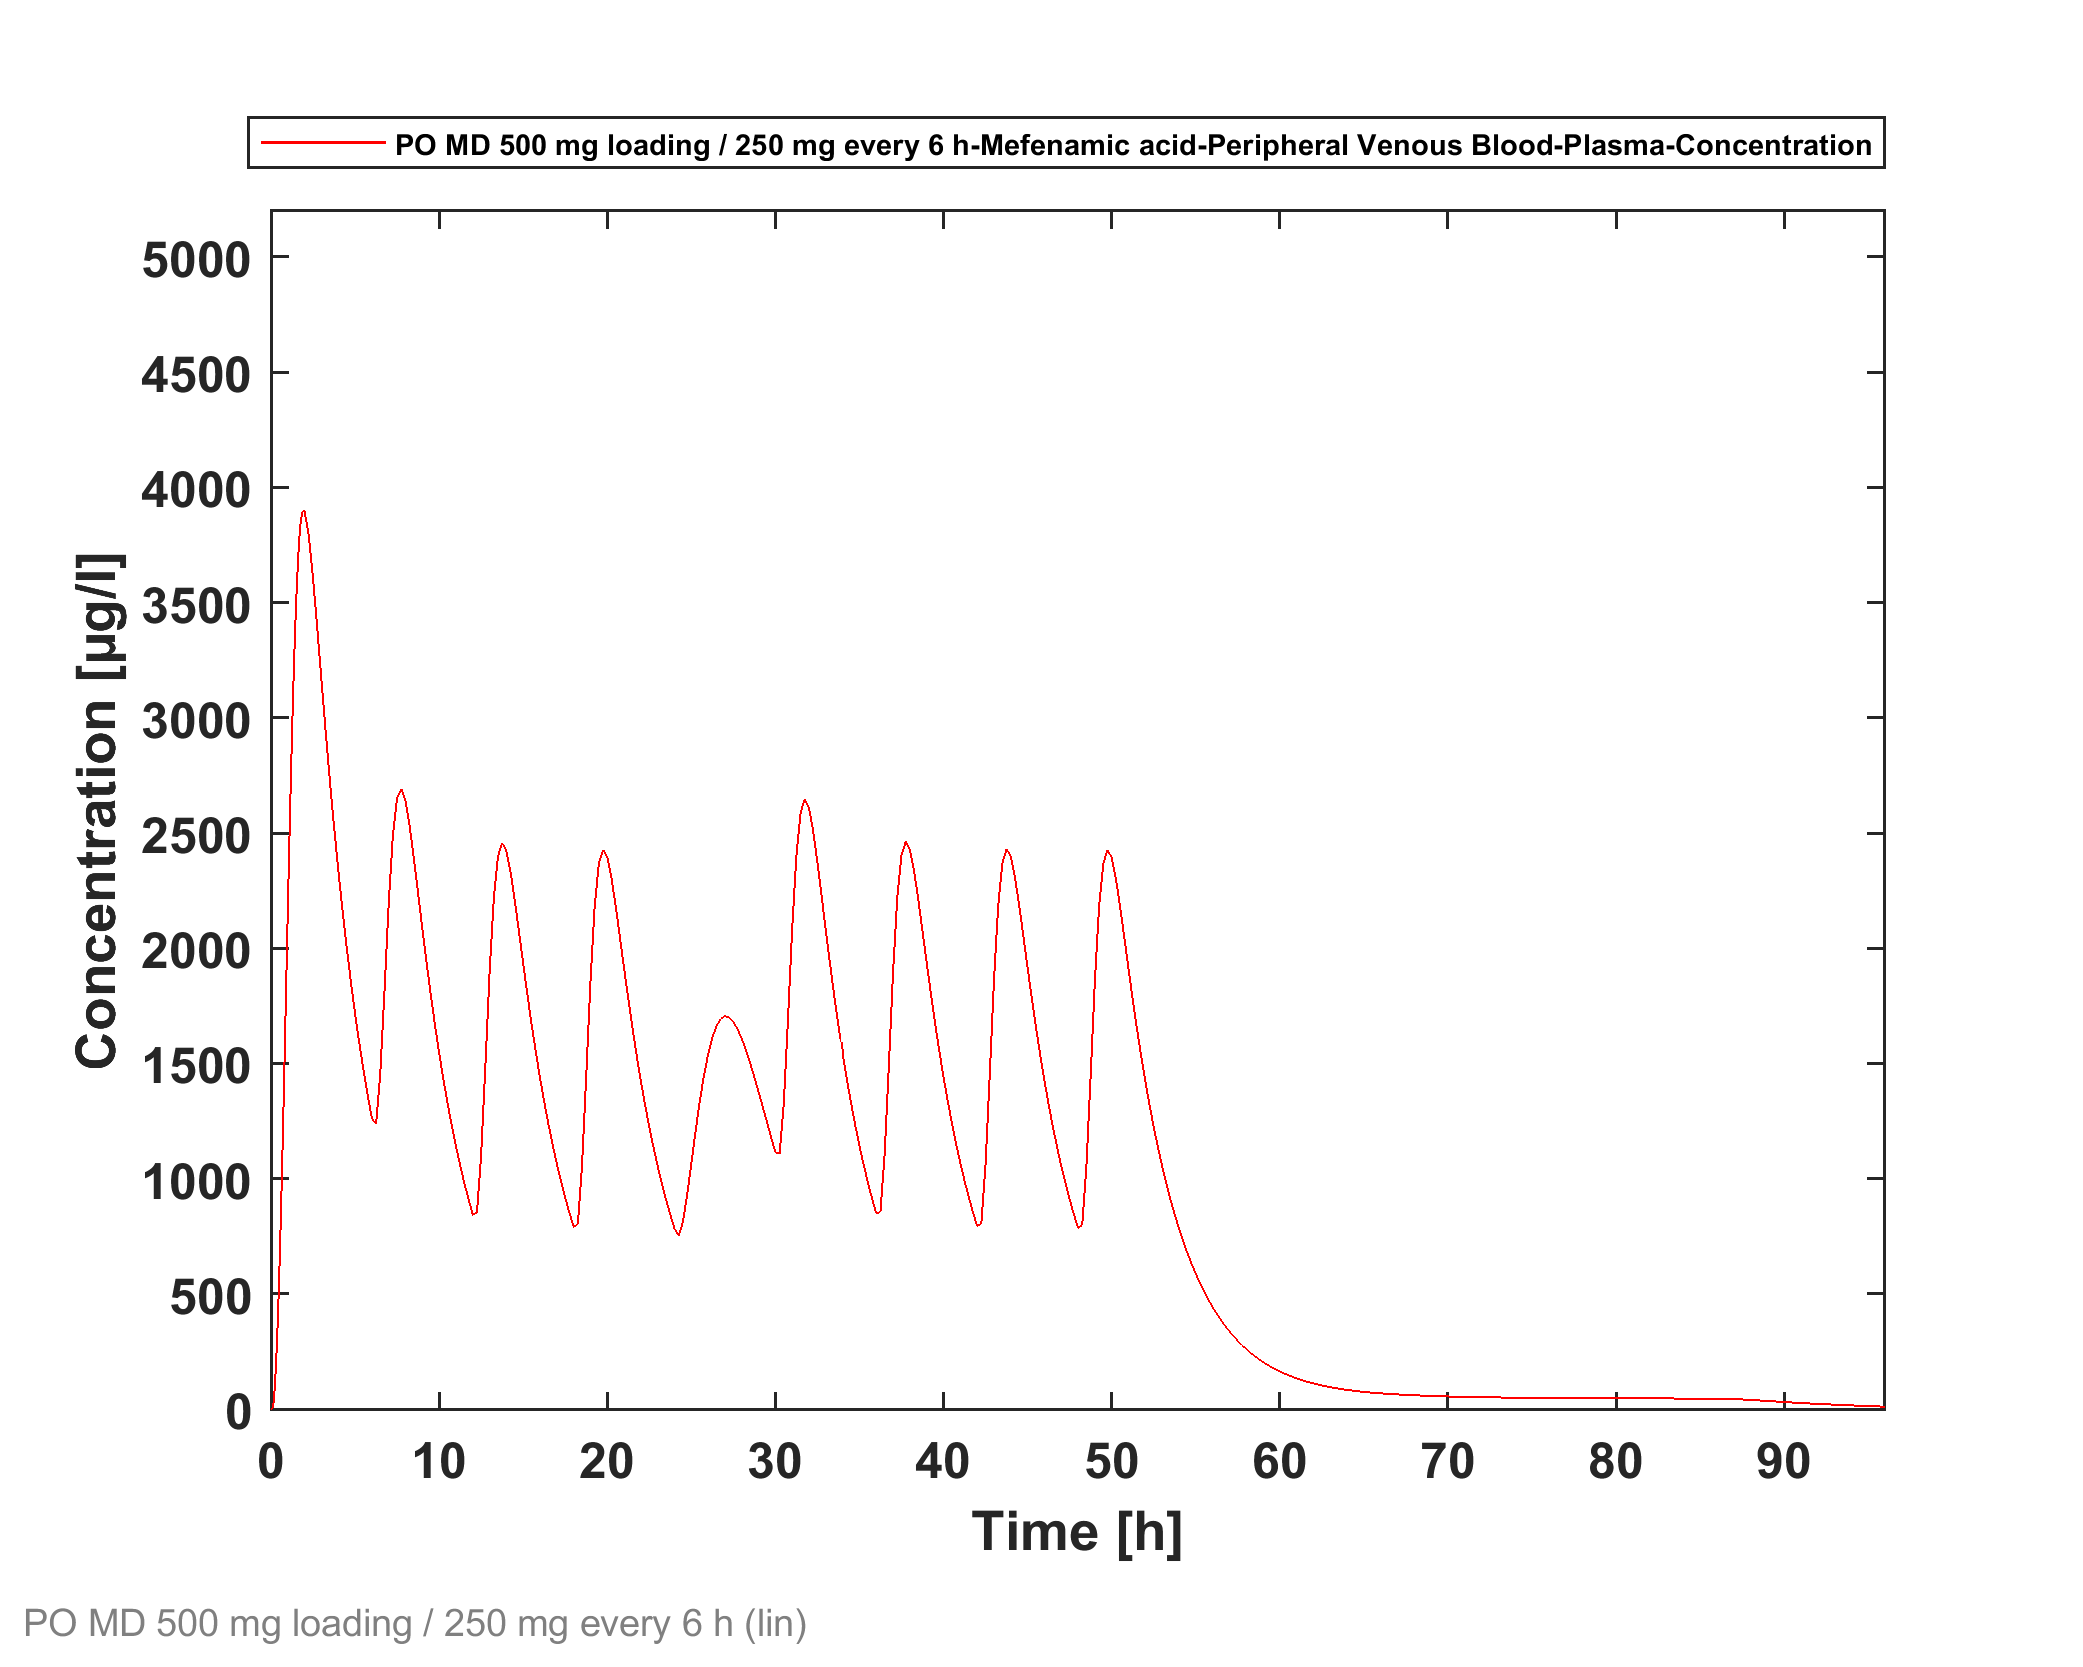 PO MD 500 mg loading / 250 mg every 6 h-Mefenamic acid-Peripheral Venous Blood-Plasma-Concentration
5000
4500
4000
3500
3000
2500
2000
1500
1000
500
0
Concentration [µg/l]
0 10 20 30 40 50 60 70 80 90
Time [h]
PO MD 500 mg loading / 250 mg every 6 h (lin)